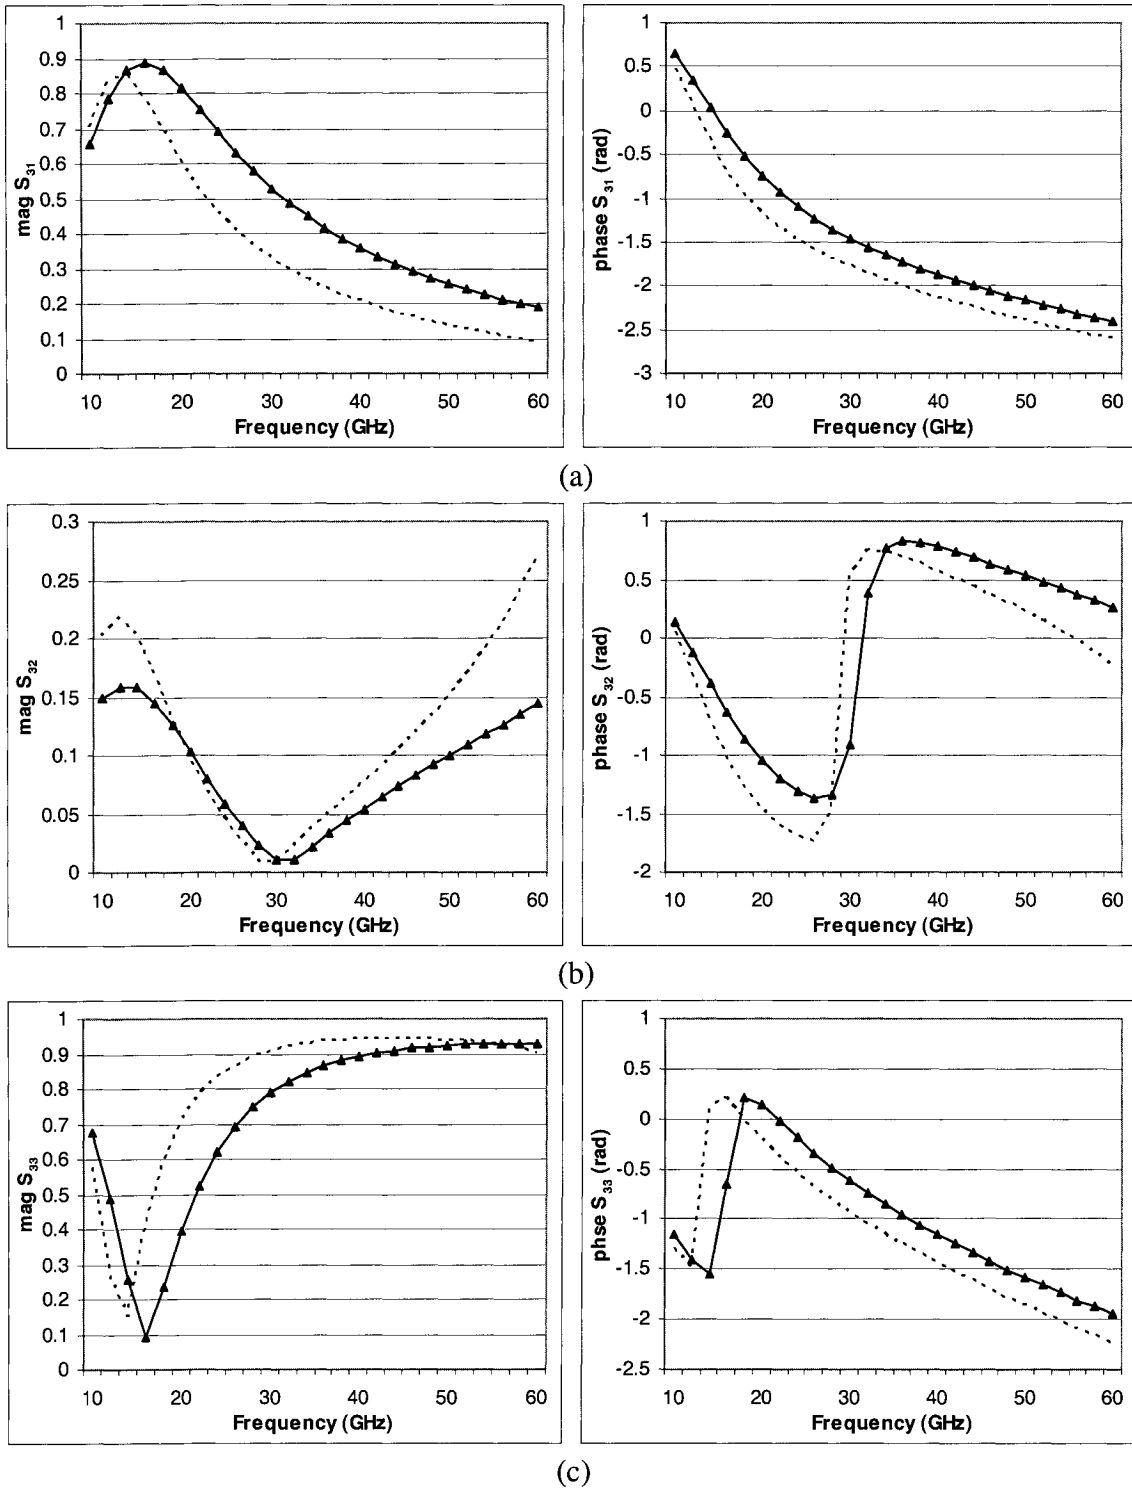 1
0.9
0.8
0.7
0.6
0.5
0.4
0.3
0.2
0.1
0
mag S31
10 20 30 40 50 60
Frequency (GHz)
1
0.5
0
-0.5
-1
-1.5
-2
-2.5
-3
phase S31 (rad)
10 20 30 40 50 60
Frequency (GHz)
(a)
0.3
0.25
0.2
0.15
0.1
0.05
0
mag S32
10 20 30 40 50 60
Frequency (GHz)
1
0.5
0
-0.5
-1
-1.5
-2
phase S32 (rad)
10 20 30 40 50 60
Frequency (GHz)
(b)
1
0.9
0.8
0.7
0.6
0.5
0.4
0.3
0.2
0.1
0
mag S33
10 20 30 40 50 60
Frequency (GHz)
1
0.5
0
-0.5
-1
-1.5
-2
-2.5
phse S33 (rad)
10 20 30 40 50 60
Frequency (GHz)
(c)